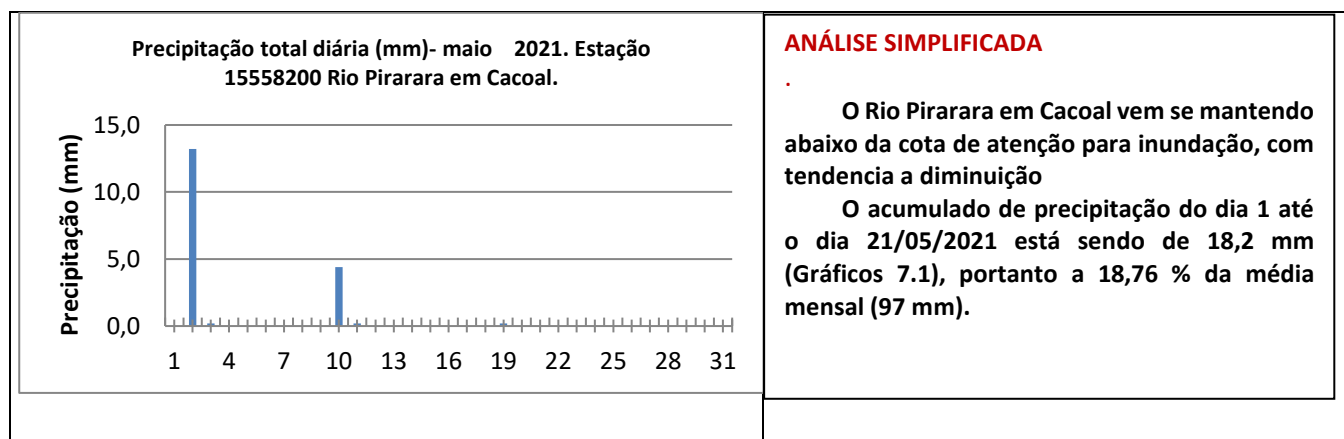 Precipitação total diária (mm)- maio 2021. Estação
15558200 Rio Pirarara em Cacoal.
Precipitação (mm)
15,0
10,0
5,0
0,0
1 4 7 10 13 16 19 22 25 28 31
ANÁLISE SIMPLIFICADA
.
O Rio Pirarara em Cacoal vem se mantendo
abaixo da cota de atenção para inundação, com
tendencia a diminuição
O acumulado de precipitação do dia 1 até
o dia 21/05/2021 está sendo de 18,2 mm
(Gráficos 7.1), portanto a 18,76 % da média
mensal (97 mm).